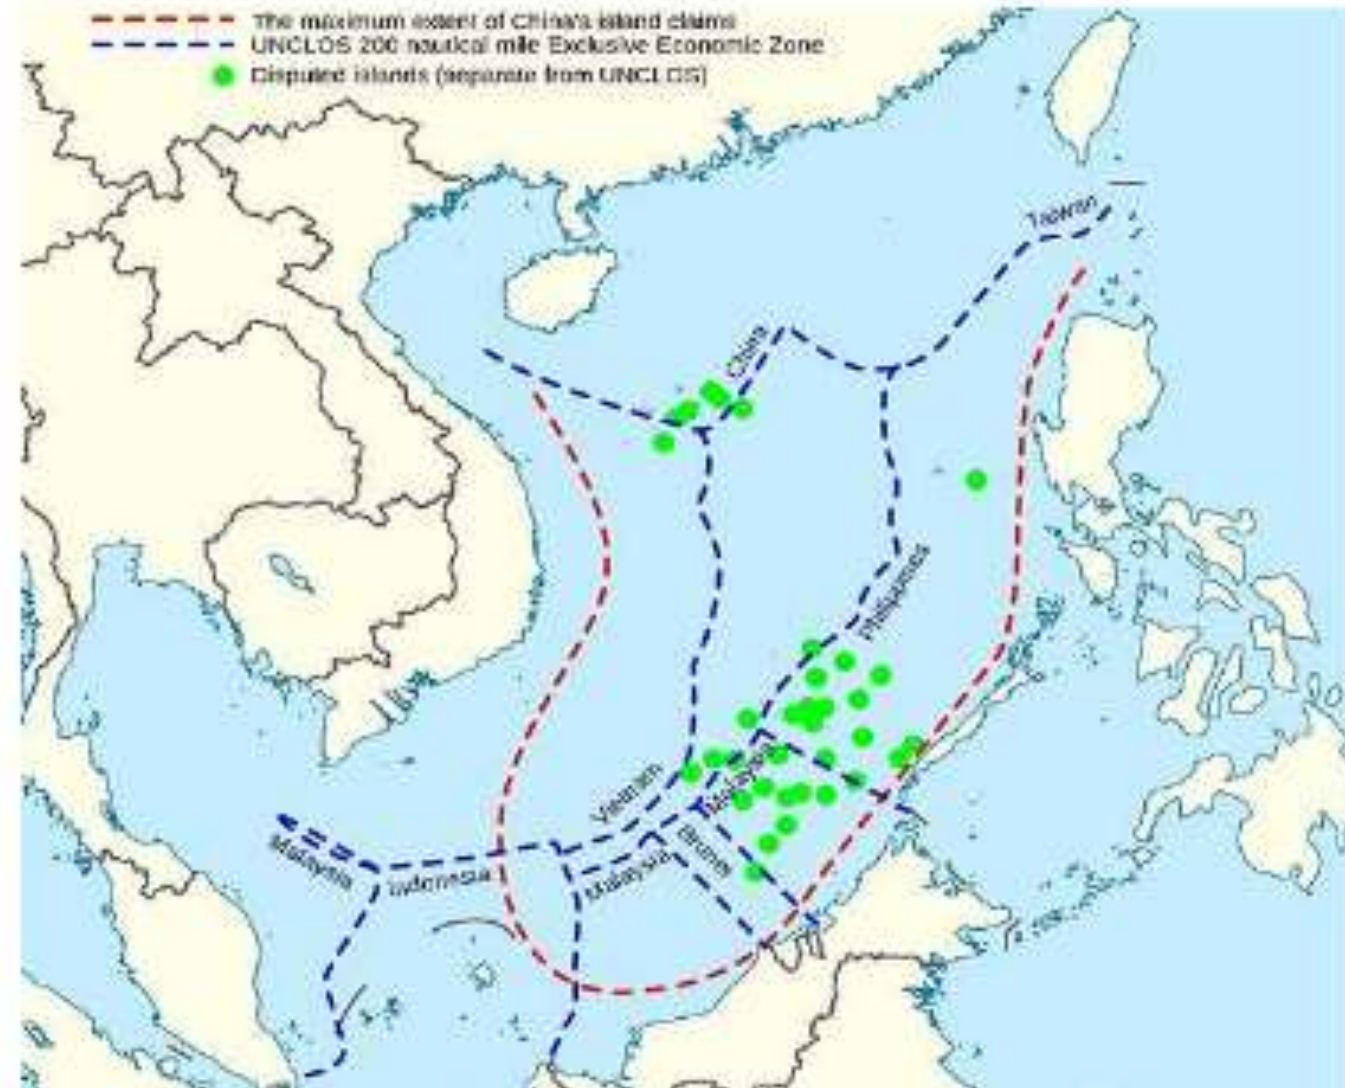 The maximum extent of China's island claims
UNCLOS 200 nautical mile Exclusive Economic Zone
Disputed islands (separate from UNCLOS)
Taiwan
China
Philippines
Vietnam
Malaysia
Malaysia
Indonesia
Malaysia
Brunei